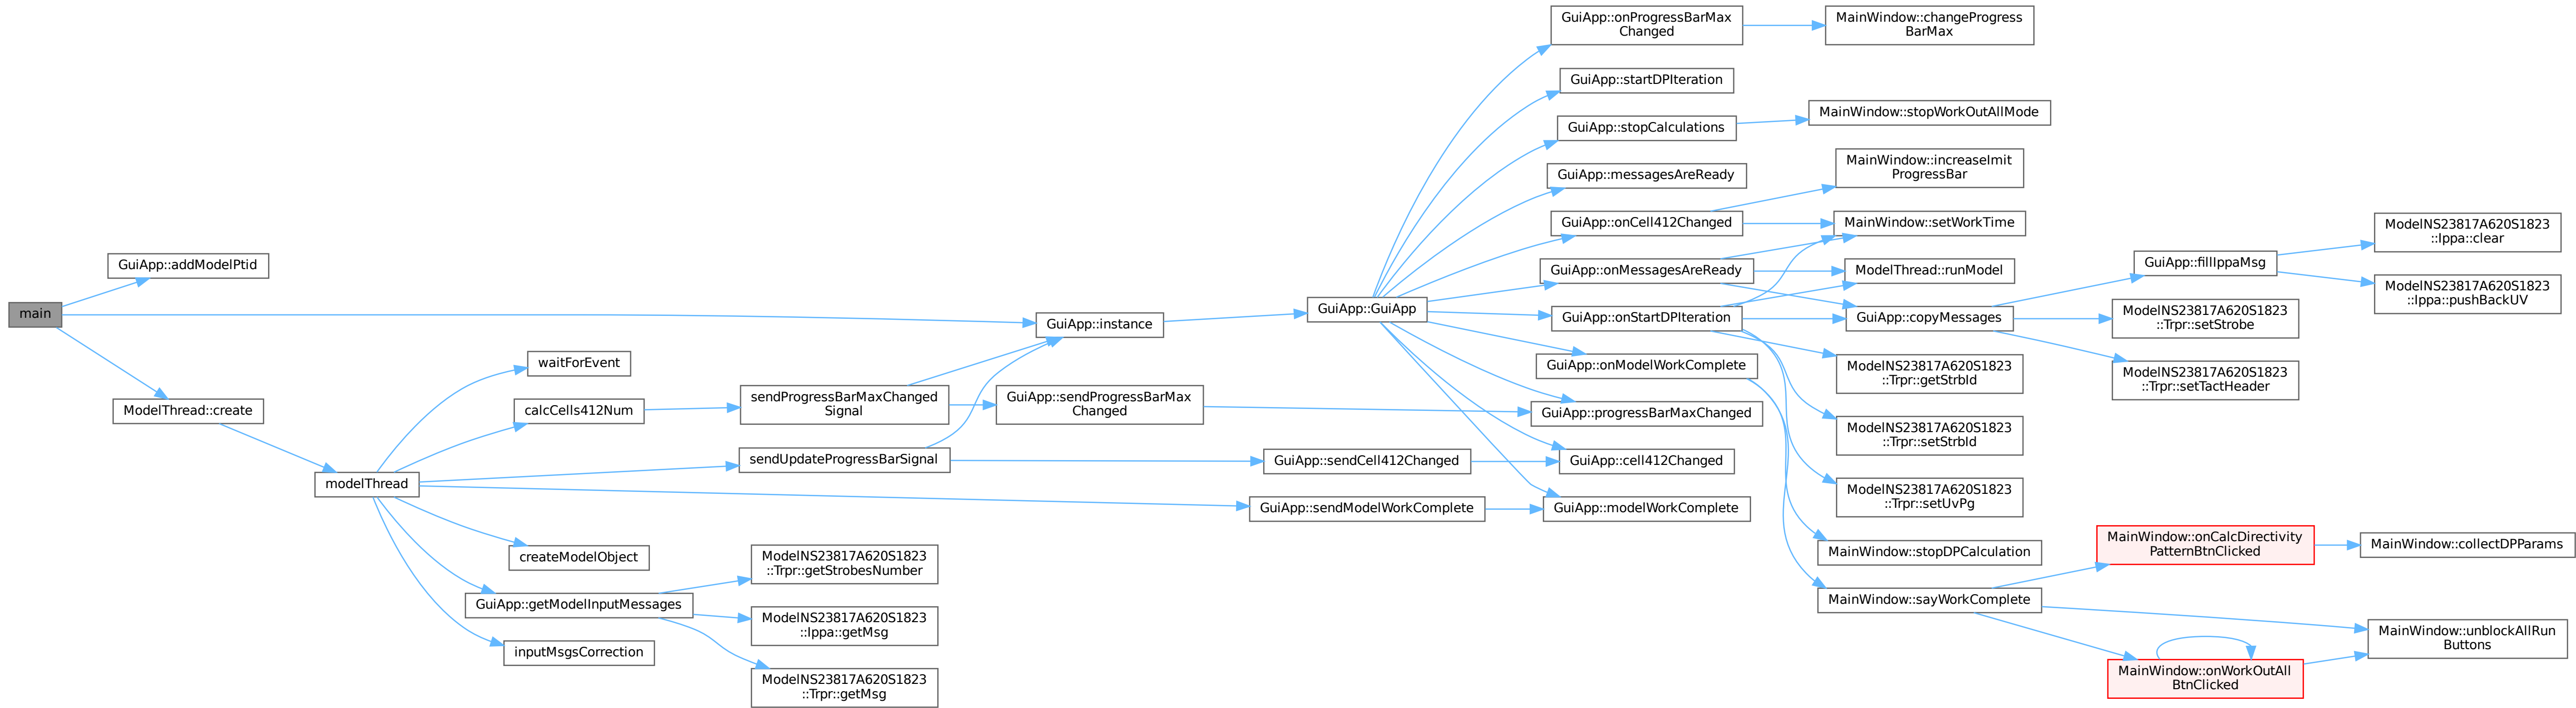 main
GuiApp::addModelPtid
ModelThread::create
modelThread
waitForEvent
calcCells412Num
createModelObject
GuiApp::getModelInputMessages
inputMsgsCorrection
sendProgressBarMaxChanged
Signal
sendUpdateProgressBarSignal
ModelNS23817A620S1823
::Trpr::getStrobesNumber
ModelNS23817A620S1823
::Ippa::getMsg
ModelNS23817A620S1823
::Trpr::getMsg
GuiApp::instance
GuiApp::sendProgressBarMax
Changed
GuiApp::sendCell412Changed
GuiApp::sendModelWorkComplete
GuiApp::GuiApp
GuiApp::onProgressBarMax
Changed
GuiApp::startDPIteration
GuiApp::stopCalculations
GuiApp::messagesAreReady
GuiApp::onCell412Changed
GuiApp::onMessagesAreReady
GuiApp::onStartDPIteration
GuiApp::onModelWorkComplete
GuiApp::progressBarMaxChanged
GuiApp::cell412Changed
GuiApp::modelWorkComplete
MainWindow::changeProgress
BarMax
MainWindow::stopWorkOutAllMode
MainWindow::increaseImit
ProgressBar
MainWindow::setWorkTime
ModelThread::runModel
GuiApp::copyMessages
ModelNS23817A620S1823
::Trpr::getStrbId
ModelNS23817A620S1823
::Trpr::setStrbId
ModelNS23817A620S1823
::Trpr::setUvPg
MainWindow::stopDPCalculation
MainWindow::sayWorkComplete
GuiApp::fillIppaMsg
ModelNS23817A620S1823
::Trpr::setStrobe
ModelNS23817A620S1823
::Trpr::setTactHeader
MainWindow::onCalcDirectivity
PatternBtnClicked
MainWindow::onWorkOutAll
BtnClicked
ModelNS23817A620S1823
::Ippa::clear
ModelNS23817A620S1823
::Ippa::pushBackUV
MainWindow::collectDPParams
MainWindow::unblockAllRun
Buttons